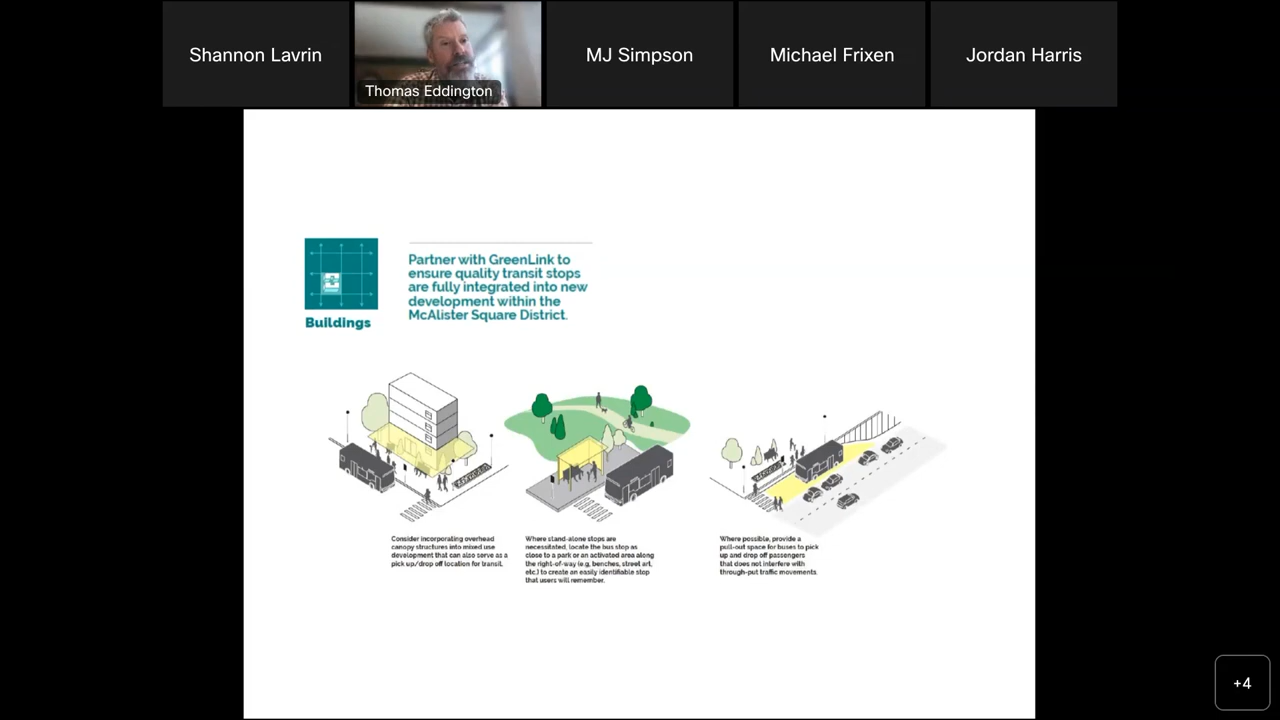 Shannon Lavrin
Thomas Eddington
MJ Simpson
Michael Frixen
Jordan Harris
Buildings
Partner with GreenLink to
ensure quality transit stops
are fully integrated into new
development within the
McAlister Square District.
Consider incorporating overhead
canopy structures into mixed use
development that can also serve as a
pick up/drop off location for transit.
Where stand-alone stops are
necessitated, locate the bus stop as
close to a park or an activated area along
the right-of-way (e.g, benches, street art,
etc.) to create an easily identifiable stop
that users will remember.
Where possible, provide a
pull-out space for buses to pick
up and drop off passengers
that does not interfere with
through-put traffic movements.
+4